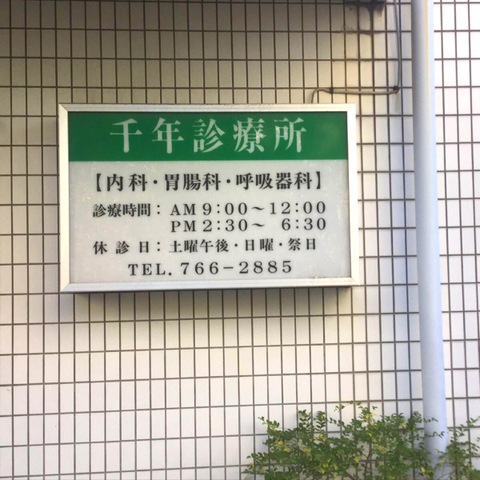 千年診療所
【内科・胃腸科・呼吸器科】
診療時間：AM 9:00～12:00
PM 2:30～ 6:30
休診日：土曜午後・日曜・祭日
TEL. 766-2885